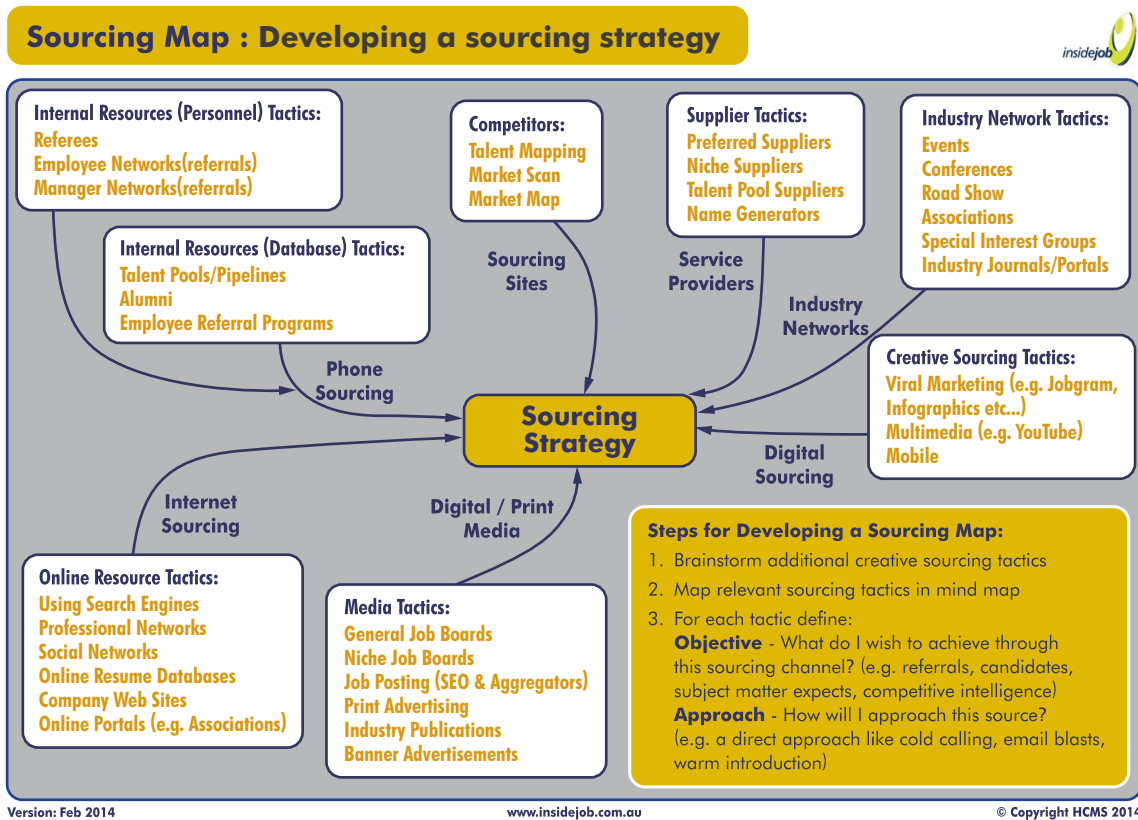 Sourcing Map : Developing a sourcing strategy
insidejob
Internal Resources (Personnel) Tactics:
Referees
Employee Networks(referrals)
Manager Networks(referrals)
Competitors:
Talent Mapping
Market Scan
Market Map
Supplier Tactics:
Preferred Suppliers
Niche Suppliers
Talent Pool Suppliers
Name Generators
Industry Network Tactics:
Events
Conferences
Road Show
Associations
Special Interest Groups
Industry Journals/Portals
Internal Resources (Database) Tactics:
Talent Pools/Pipelines
Alumni
Employee Referral Programs
Sourcing
Sites
Service
Providers
Industry
Networks
Phone
Sourcing
Creative Sourcing Tactics:
Viral Marketing (e.g. Jobgram,
Infographics etc...)
Multimedia (e.g. YouTube)
Mobile
Sourcing
Strategy
Digital
Sourcing
Internet
Sourcing
Digital / Print
Media
Online Resource Tactics:
Using Search Engines
Professional Networks
Social Networks
Online Resume Databases
Company Web Sites
Online Portals (e.g. Associations)
Media Tactics:
General Job Boards
Niche Job Boards
Job Posting (SEO & Aggregators)
Print Advertising
Industry Publications
Banner Advertisements
Steps for Developing a Sourcing Map:
1. Brainstorm additional creative sourcing tactics
2. Map relevant sourcing tactics in mind map
3. For each tactic define:
Objective - What do I wish to achieve through
this sourcing channel? (e.g. referrals, candidates,
subject matter expects, competitive intelligence)
Approach - How will I approach this source?
(e.g. a direct approach like cold calling, email blasts,
warm introduction)
Version: Feb 2014
www.insidejob.com.au
© Copyright HCMS 2014